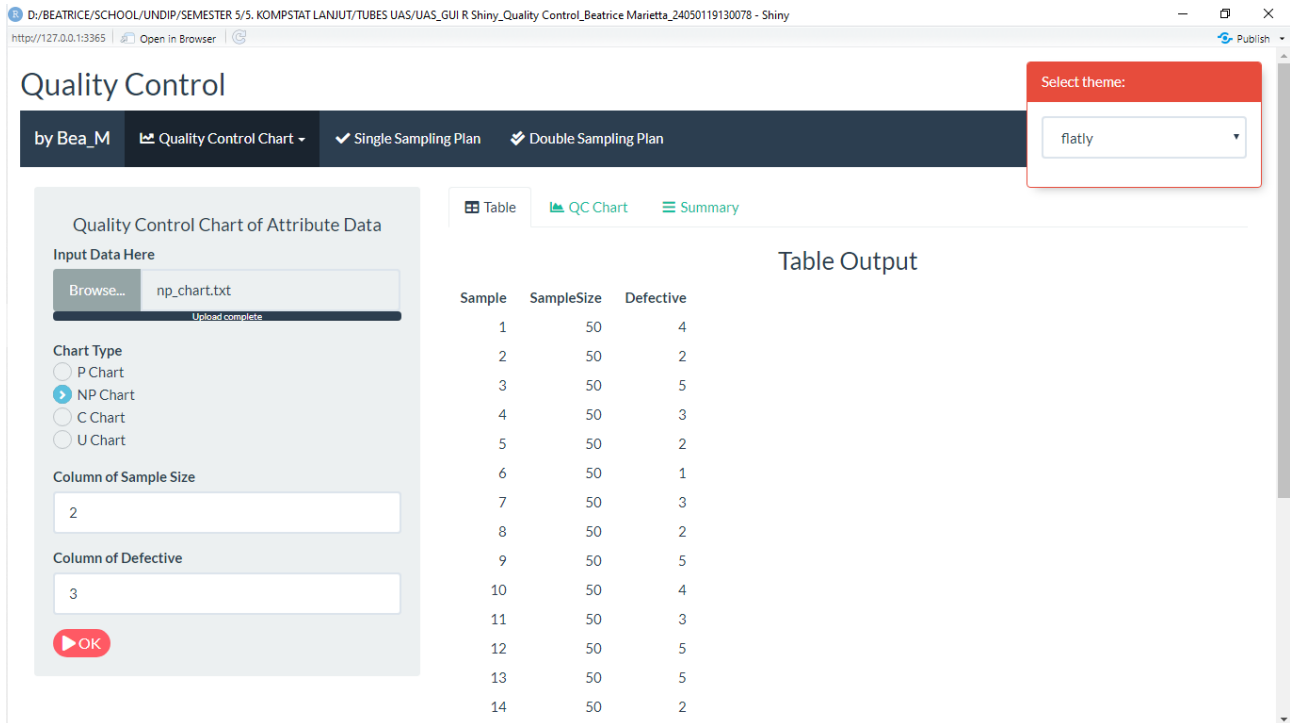 D:/BEATRICE/SCHOOL/UNDIP/SEMESTER 5/5. KOMPSTAT LANJUT/TUBES UAS/UAS_GUI R Shiny_Quality Control_Beatrice Marietta_24050119130078 - Shiny
http://127.0.0.1:3365 Open in Browser Publish
Quality Control
Select theme:
flatly
by Bea_M Quality Control Chart Single Sampling Plan Double Sampling Plan
Quality Control Chart of Attribute Data
Input Data Here
Browse... np_chart.txt
Upload complete
Chart Type
P Chart
NP Chart
C Chart
U Chart
Column of Sample Size
2
Column of Defective
3
OK
Table QC Chart Summary
Table Output
Sample SampleSize Defective
1 50 4
2 50 2
3 50 5
4 50 3
5 50 2
6 50 1
7 50 3
8 50 2
9 50 5
10 50 4
11 50 3
12 50 5
13 50 5
14 50 2